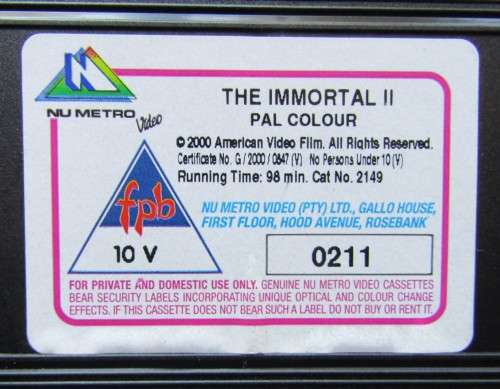 N
NU METRO
Video
THE IMMORTAL II
PAL COLOUR
© 2000 American Video Film. All Rights Reserved.
Certificate No. G / 2000 / 0847 (V) No Persons Under 10 (V)
Running Time: 98 min. Cat No. 2149
fpb
10 V
NU METRO VIDEO (PTY) LTD., GALLO HOUSE,
FIRST FLOOR, HOOD AVENUE, ROSEBANK
0211
FOR PRIVATE AND DOMESTIC USE ONLY. GENUINE NU METRO VIDEO CASSETTES
BEAR SECURITY LABELS INCORPORATING UNIQUE OPTICAL AND COLOUR CHANGE
EFFECTS. IF THIS CASSETTE DOES NOT BEAR SUCH A LABEL DO NOT BUY OR RENT IT.